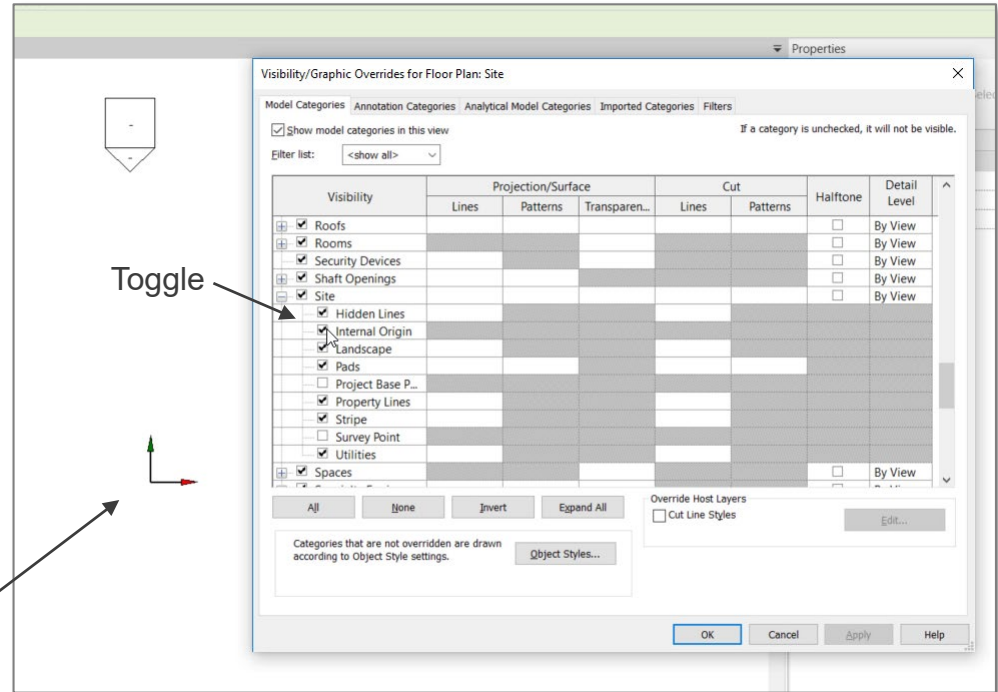 Properties
Visibility/Graphic Overrides for Floor Plan: Site
Model Categories Annotation Categories Analytical Model Categories Imported Categories Filters
Show model categories in this view
If a category is unchecked, it will not be visible.
Filter list: <show all>
Visibility Projection/Surface Cut Halftone Detail Level
Lines Patterns Transparen... Lines Patterns
Roofs By View
Rooms By View
Security Devices By View
Toggle
Shaft Openings By View
Site By View
Hidden Lines
Internal Origin
Landscape
Pads
Project Base P...
Property Lines
Stripe
Survey Point
Utilities
Spaces By View
All None Invert Expand All
Override Host Layers
Cut Line Styles Edit...
Categories that are not overridden are drawn
according to Object Style settings.
Object Styles...
OK Cancel Apply Help